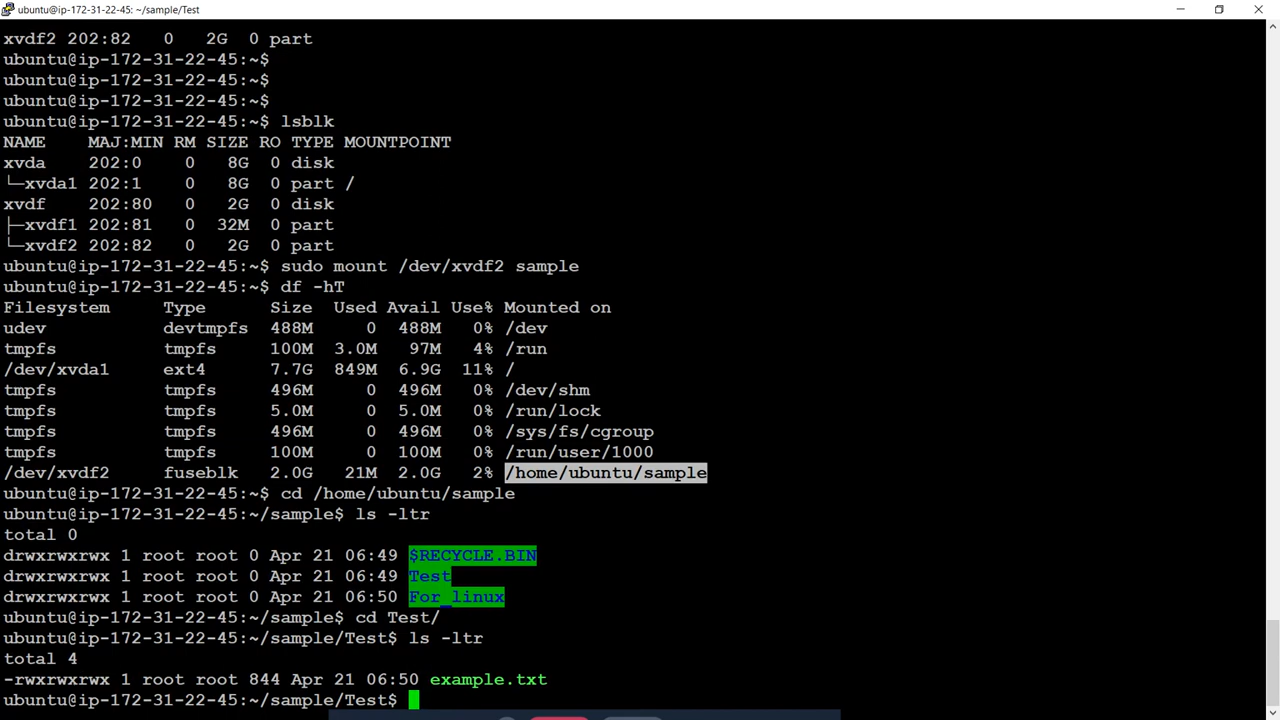 ubuntu@ip-172-31-22-45: ~/sample/Test
xvdf2 202:82   0   2G  0 part
ubuntu@ip-172-31-22-45:~$
ubuntu@ip-172-31-22-45:~$
ubuntu@ip-172-31-22-45:~$
ubuntu@ip-172-31-22-45:~$ lsblk
NAME    MAJ:MIN RM SIZE RO TYPE MOUNTPOINT
xvda    202:0    0   8G  0 disk
└─xvda1 202:1    0   8G  0 part /
xvdf    202:80   0   2G  0 disk
├─xvdf1 202:81   0  32M  0 part
└─xvdf2 202:82   0   2G  0 part
ubuntu@ip-172-31-22-45:~$ sudo mount /dev/xvdf2 sample
ubuntu@ip-172-31-22-45:~$ df -hT
Filesystem     Type      Size  Used Avail Use% Mounted on
udev           devtmpfs  488M     0  488M   0% /dev
tmpfs          tmpfs     100M  3.0M   97M   4% /run
/dev/xvda1     ext4      7.7G  849M  6.9G  11% /
tmpfs          tmpfs     496M     0  496M   0% /dev/shm
tmpfs          tmpfs     5.0M     0  5.0M   0% /run/lock
tmpfs          tmpfs     496M     0  496M   0% /sys/fs/cgroup
tmpfs          tmpfs     100M     0  100M   0% /run/user/1000
/dev/xvdf2     fuseblk   2.0G   21M  2.0G   2% /home/ubuntu/sample
ubuntu@ip-172-31-22-45:~$ cd /home/ubuntu/sample
ubuntu@ip-172-31-22-45:~/sample$ ls -ltr
total 0
drwxrwxrwx 1 root root 0 Apr 21 06:49 $RECYCLE.BIN
drwxrwxrwx 1 root root 0 Apr 21 06:49 Test
drwxrwxrwx 1 root root 0 Apr 21 06:50 For_linux
ubuntu@ip-172-31-22-45:~/sample$ cd Test/
ubuntu@ip-172-31-22-45:~/sample/Test$ ls -ltr
total 4
-rwxrwxrwx 1 root root 844 Apr 21 06:50 example.txt
ubuntu@ip-172-31-22-45:~/sample/Test$